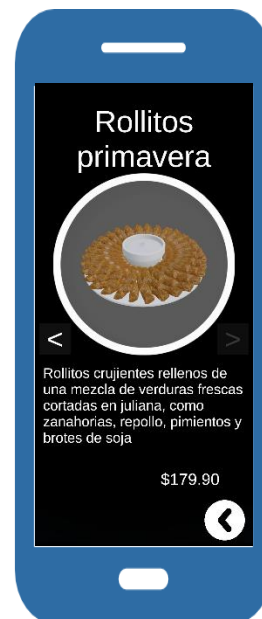 Rollitos
primavera
< >
Rollitos crujientes rellenos de
una mezcla de verduras frescas
cortadas en juliana, como
zanahorias, repollo, pimientos y
brotes de soja
$179.90